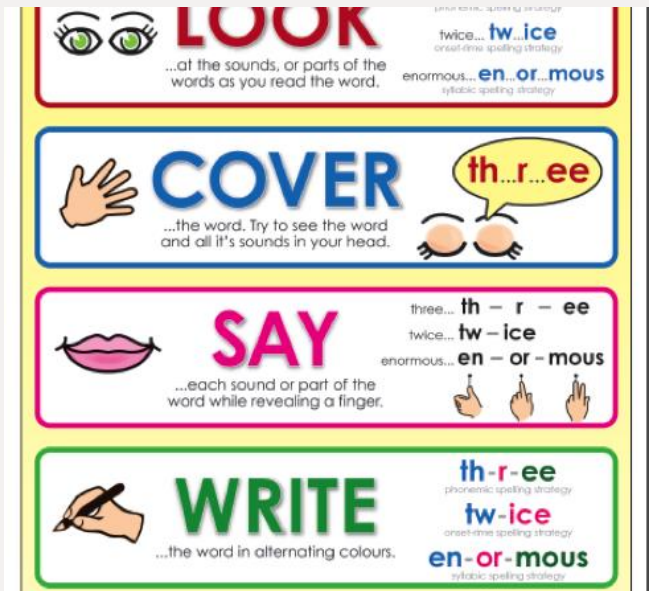 LOOK
...at the sounds, or parts of the
words as you read the word.
phonemic spelling strategy
twice... tw...ice
onset-rime spelling strategy
enormous... en...or...mous
syllabic spelling strategy
COVER
...the word. Try to see the word
and all it's sounds in your head.
th...r...ee
SAY
...each sound or part of the
word while revealing a finger.
three... th – r – ee
twice... tw – ice
enormous... en – or – mous
WRITE
...the word in alternating colours.
th-r-ee
phonemic spelling strategy
tw-ice
onset-rime spelling strategy
en-or-mous
syllabic spelling strategy